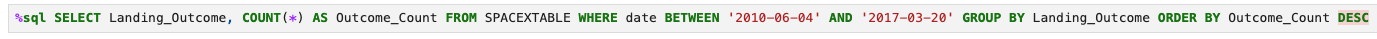 %sql SELECT Landing_Outcome, COUNT(*) AS Outcome_Count FROM SPACEXTABLE WHERE date BETWEEN '2010-06-04' AND '2017-03-20' GROUP BY Landing_Outcome ORDER BY Outcome_Count DESC